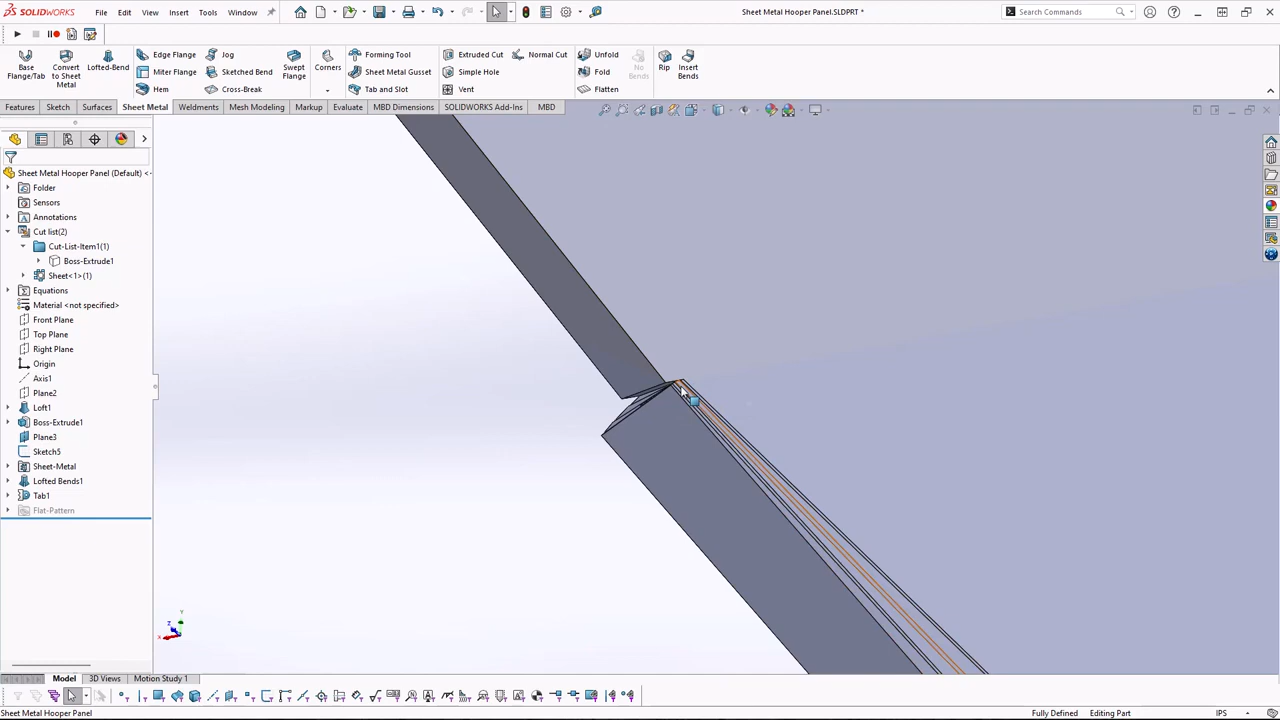 SOLIDWORKS File Edit View Insert Tools Window Sheet Metal Hooper Panel.SLDPRT * Search Commands
Base Flange/Tab Convert to Sheet Metal Lofted-Bend Edge Flange Miter Flange Hem Jog Sketched Bend Cross-Break Swept Flange Corners Forming Tool Sheet Metal Gusset Tab and Slot Extruded Cut Simple Hole Vent Normal Cut Unfold Fold Flatten No Bends Rip Insert Bends
Features Sketch Surfaces Sheet Metal Weldments Mesh Modeling Markup Evaluate MBD Dimensions SOLIDWORKS Add-Ins MBD
Sheet Metal Hooper Panel (Default) <
Folder
Sensors
Annotations
Cut list(2)
Cut-List-Item1(1)
Boss-Extrude1
Sheet<1>(1)
Equations
Material <not specified>
Front Plane
Top Plane
Right Plane
Origin
Axis1
Plane2
Loft1
Boss-Extrude1
Plane3
Sketch5
Sheet-Metal
Lofted Bends1
Tab1
Flat-Pattern
Y
Z
X
Model 3D Views Motion Study 1
Sheet Metal Hooper Panel Fully Defined Editing Part IPS